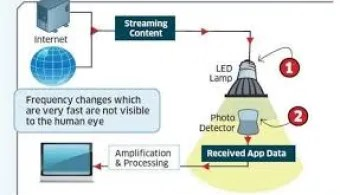 Internet
Streaming
Content
LED
Lamp
1
Frequency changes which
are very fast are not visible
to the human eye
Photo
Detector
2
Amplification
& Processing
Received App Data